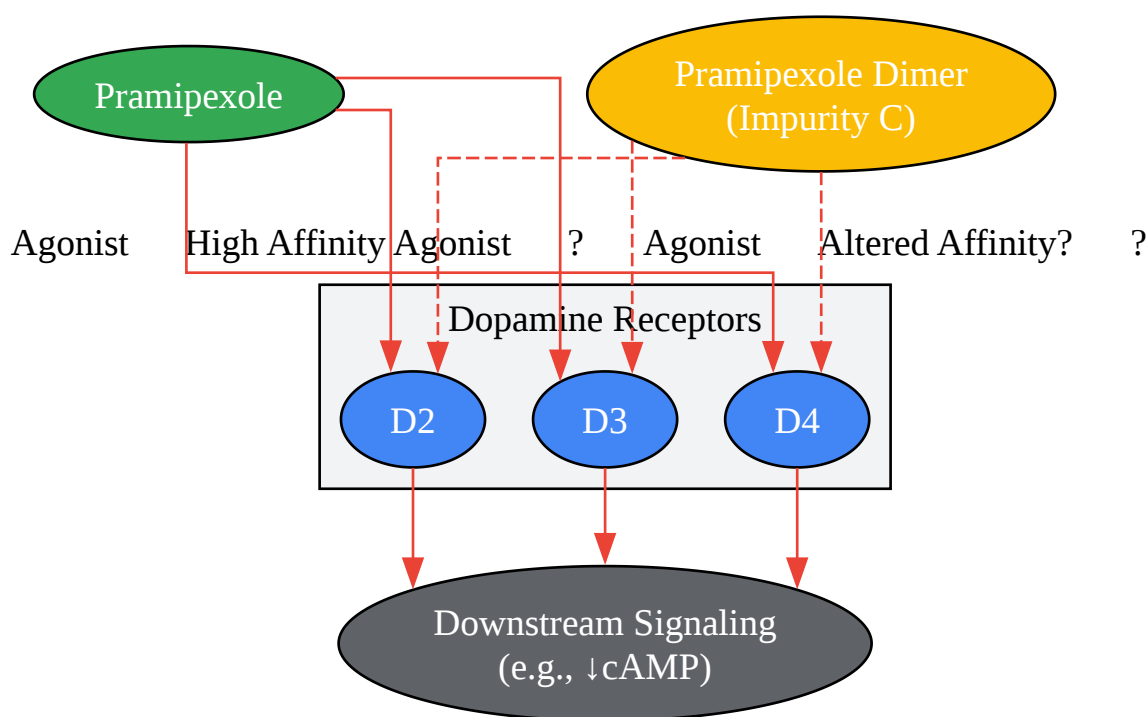 Pramipexole
Pramipexole Dimer
(Impurity C)
Agonist
High Affinity Agonist
?
Agonist
Altered Affinity?
?
Dopamine Receptors
D2
D3
D4
Downstream Signaling
(e.g., ↓cAMP)